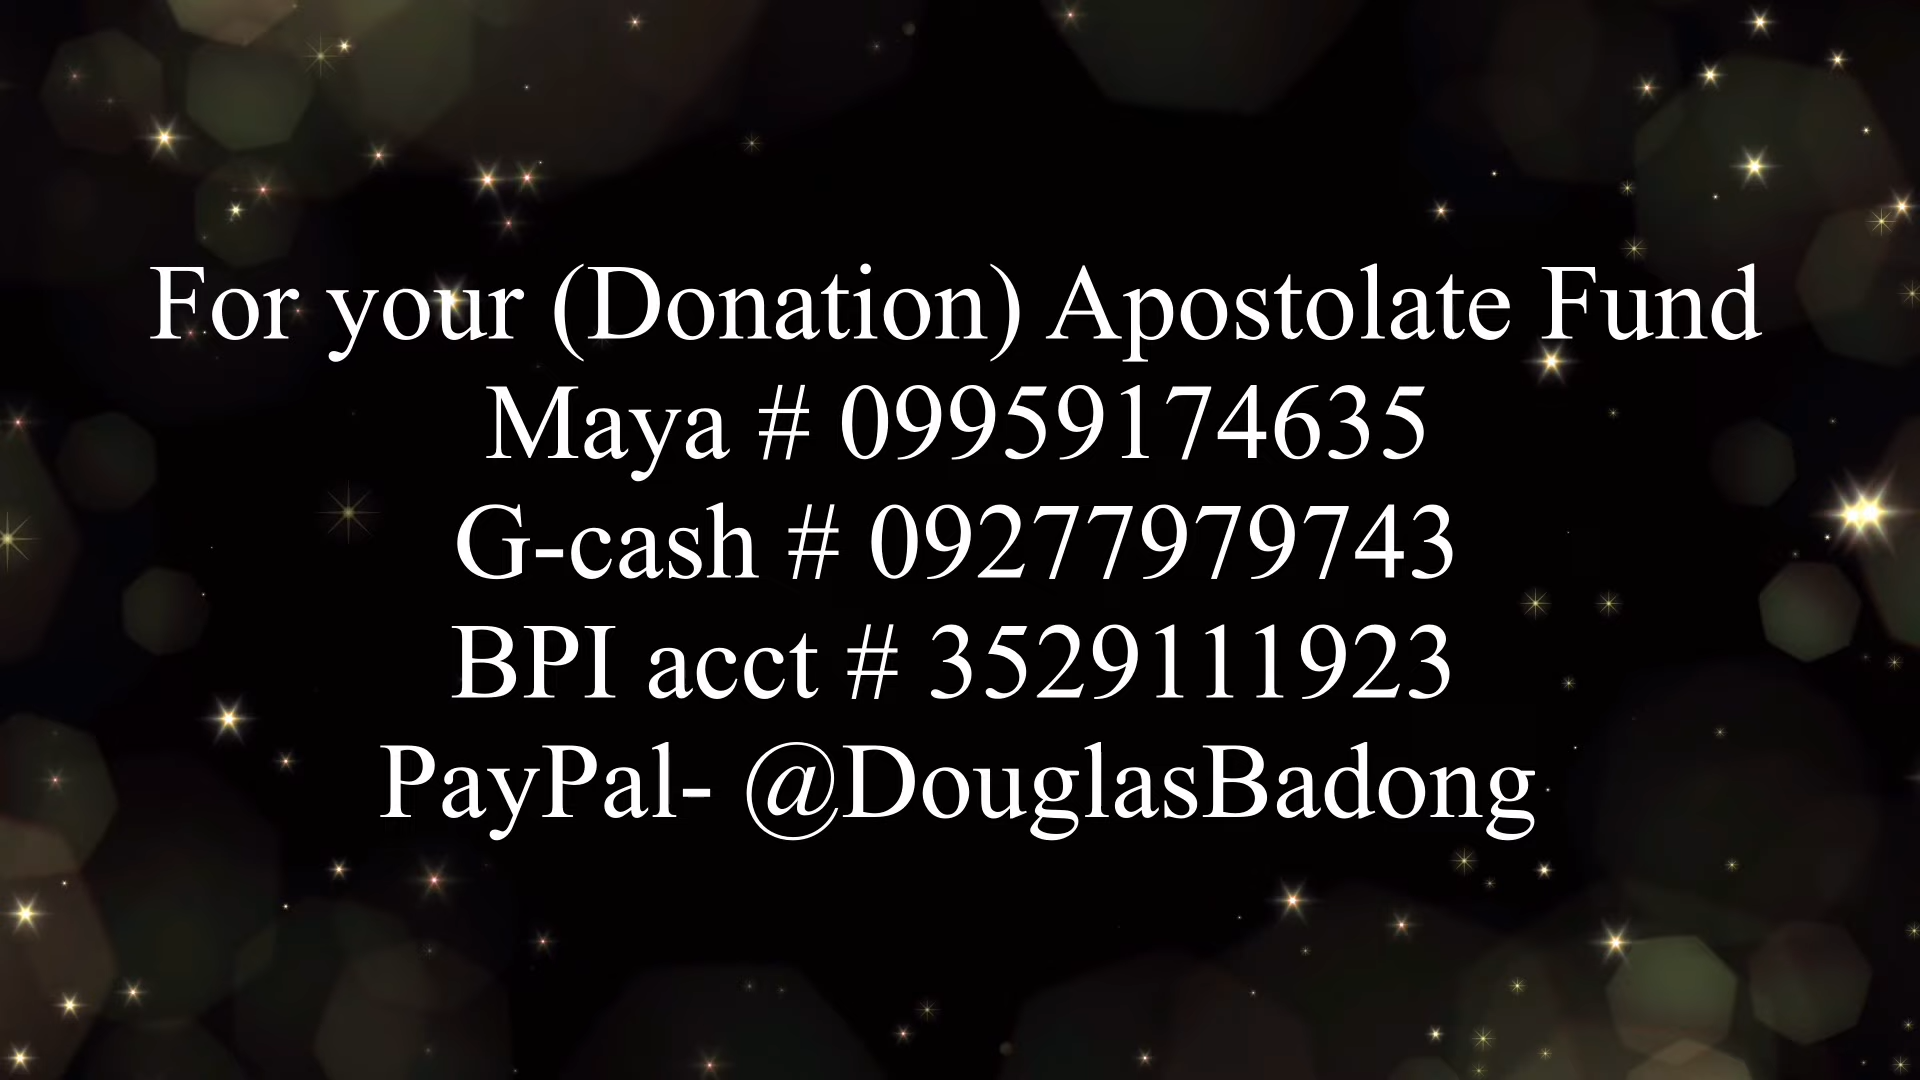 For your (Donation) Apostolate Fund
Maya # 09959174635
G-cash # 09277979743
BPI acct # 3529111923
PayPal- @DouglasBadong